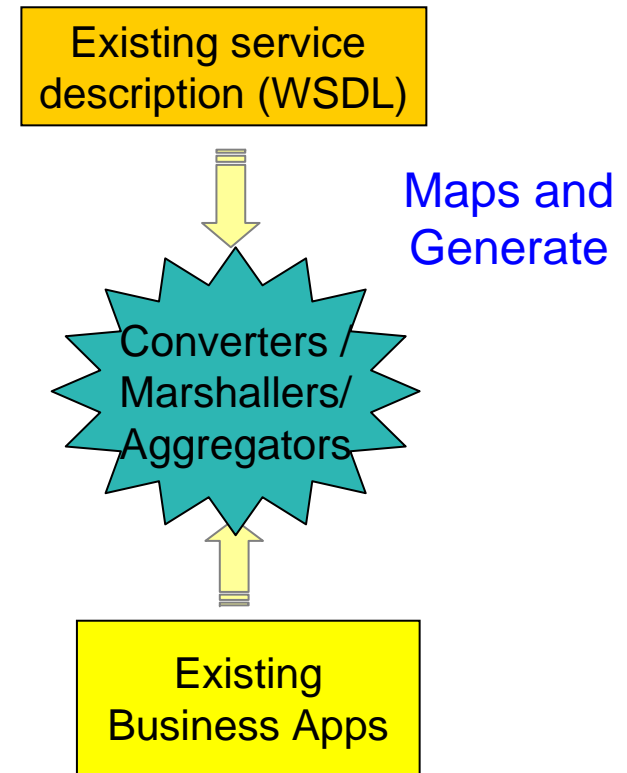 Existing service
description (WSDL)
Maps and
Generate
Converters /
Marshallers/
Aggregators
Existing
Business Apps